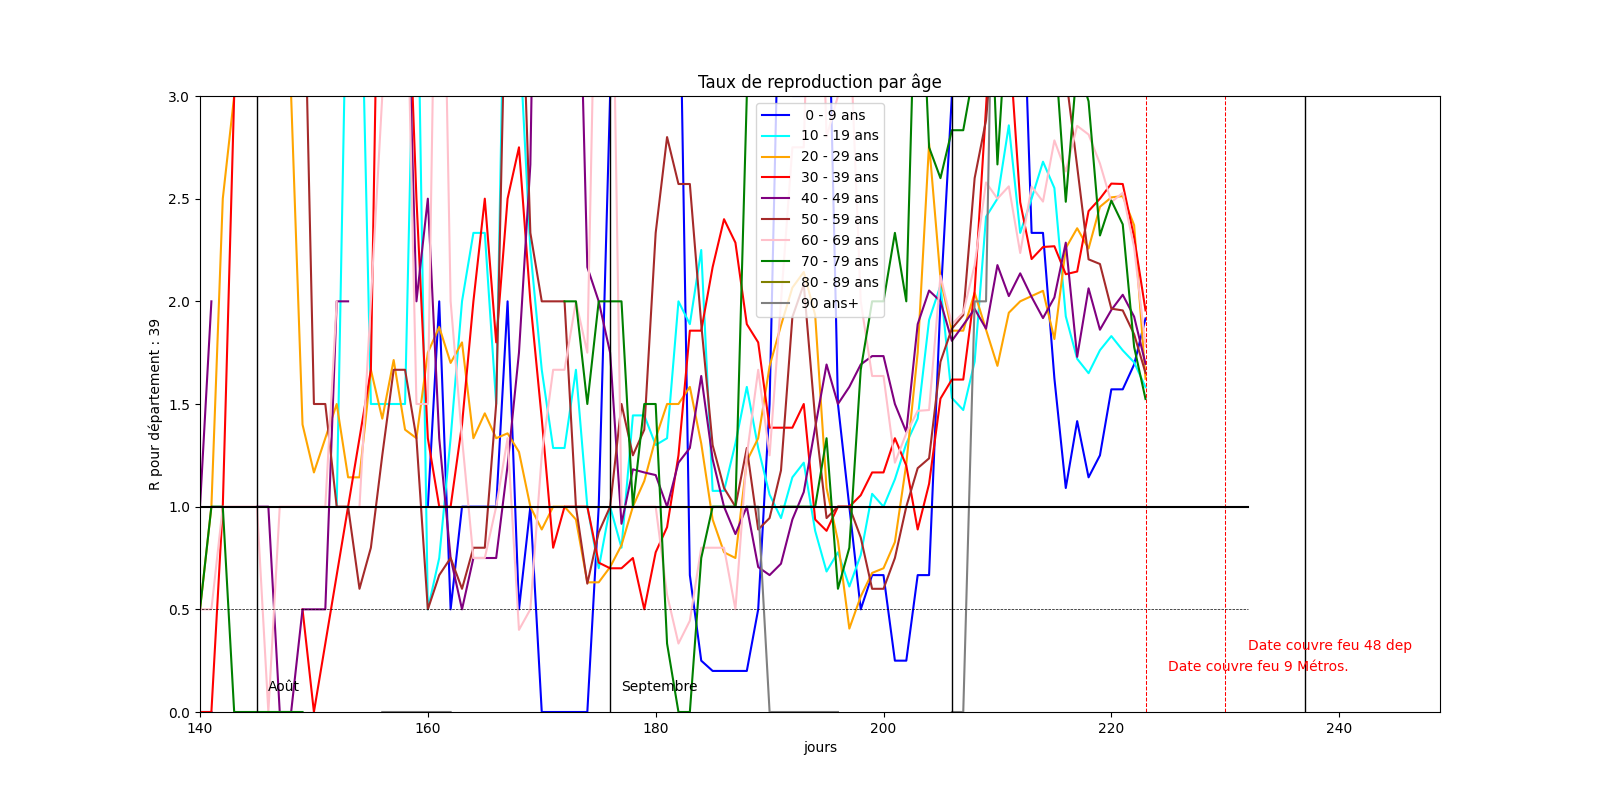 Taux de reproduction par âge
R pour département : 39
3.0
2.5
2.0
1.5
1.0
0.5
0.0
0 - 9 ans
10 - 19 ans
20 - 29 ans
30 - 39 ans
40 - 49 ans
50 - 59 ans
60 - 69 ans
70 - 79 ans
80 - 89 ans
90 ans+
Date couvre feu 48 dep
Date couvre feu 9 Métros.
Août
Septembre
140
160
180
200
220
240
jours